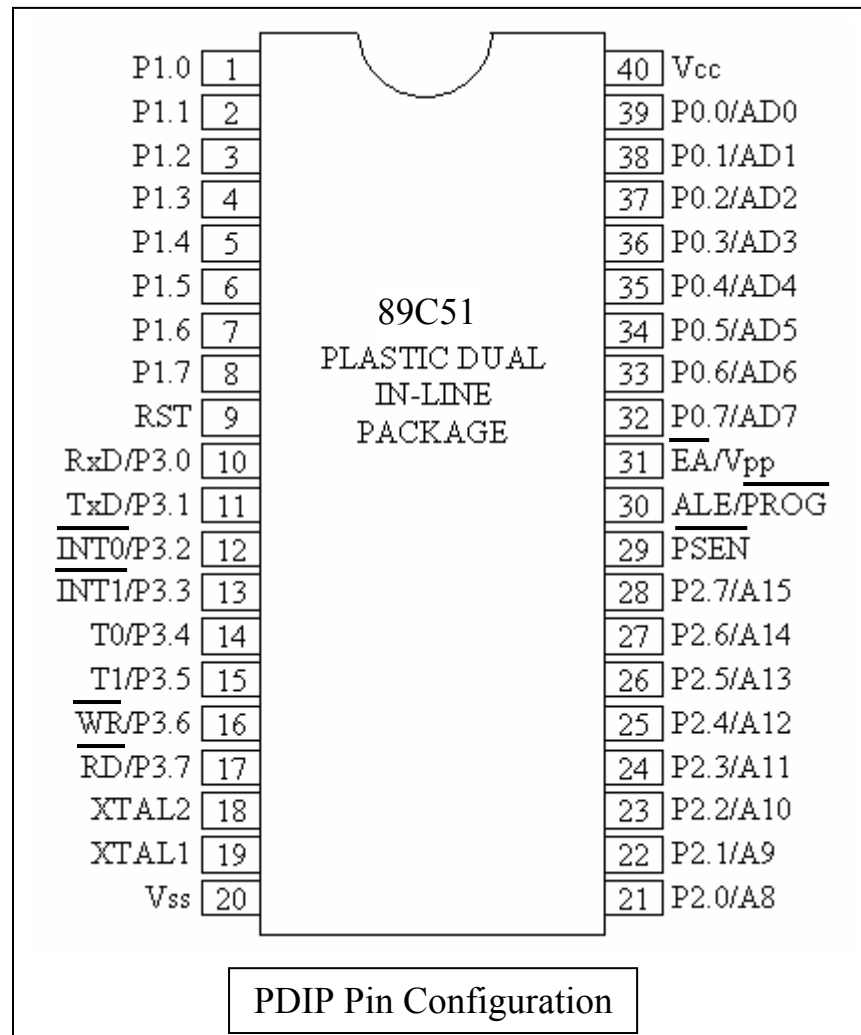 P1.0 1
P1.1 2
P1.2 3
P1.3 4
P1.4 5
P1.5 6
P1.6 7
P1.7 8
RST 9
RxD/P3.0 10
TxD/P3.1 11
INT0/P3.2 12
INT1/P3.3 13
T0/P3.4 14
T1/P3.5 15
WR/P3.6 16
RD/P3.7 17
XTAL2 18
XTAL1 19
Vss 20
89C51
PLASTIC DUAL
IN-LINE
PACKAGE
40 Vcc
39 P0.0/AD0
38 P0.1/AD1
37 P0.2/AD2
36 P0.3/AD3
35 P0.4/AD4
34 P0.5/AD5
33 P0.6/AD6
32 P0.7/AD7
31 EA/Vpp
30 ALE/PROG
29 PSEN
28 P2.7/A15
27 P2.6/A14
26 P2.5/A13
25 P2.4/A12
24 P2.3/A11
23 P2.2/A10
22 P2.1/A9
21 P2.0/A8
PDIP Pin Configuration